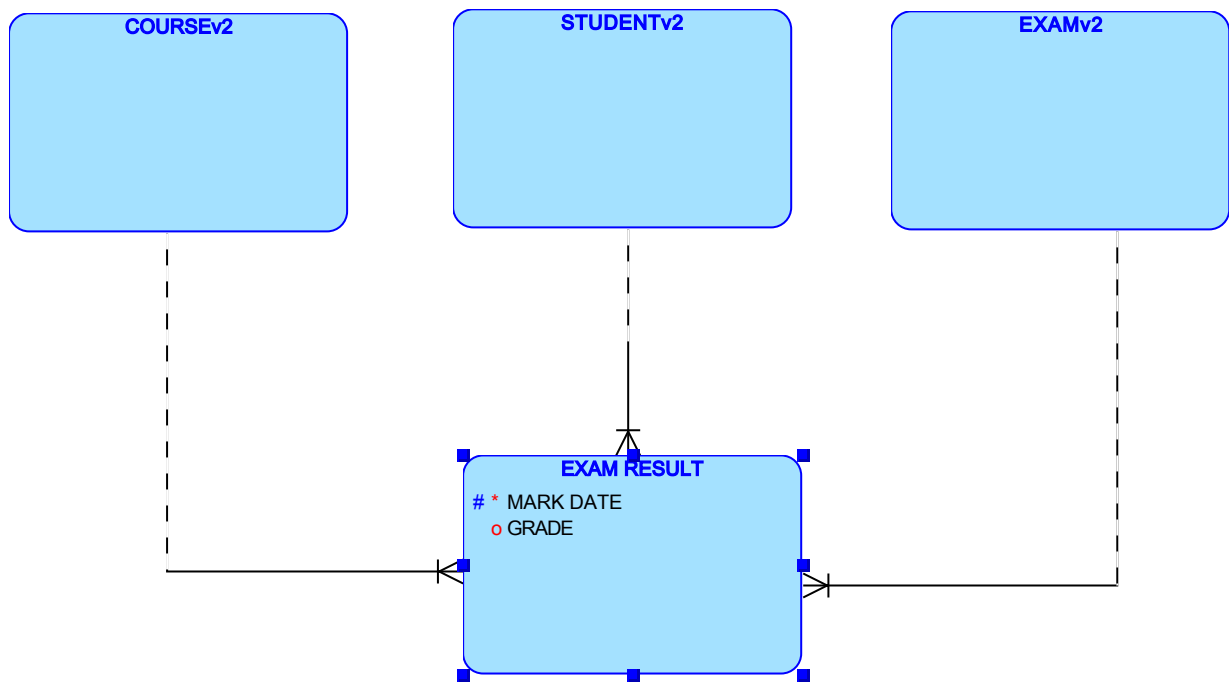 COURSEv2
STUDENTv2
EXAMv2
EXAM RESULT
# * MARK DATE
o GRADE